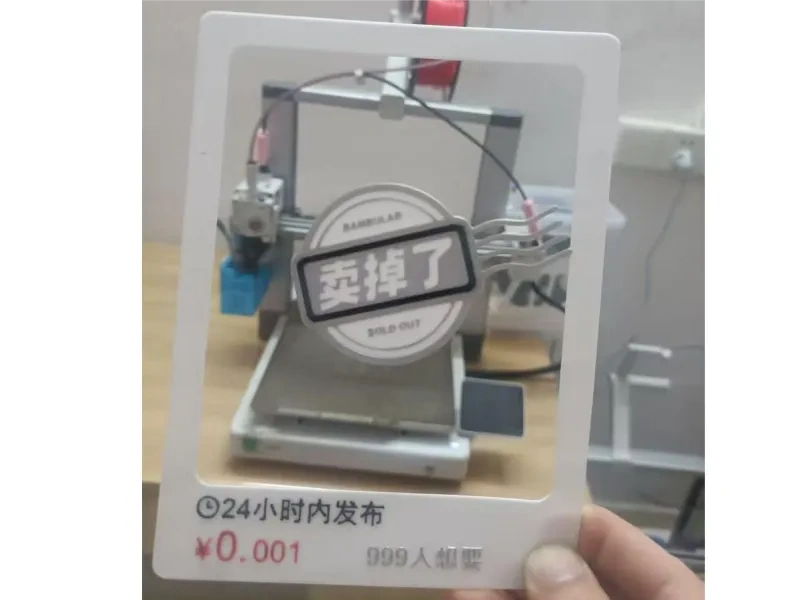 BAMBULAB
卖掉了
SOLD OUT
24小时内发布
¥0.001
999人想要